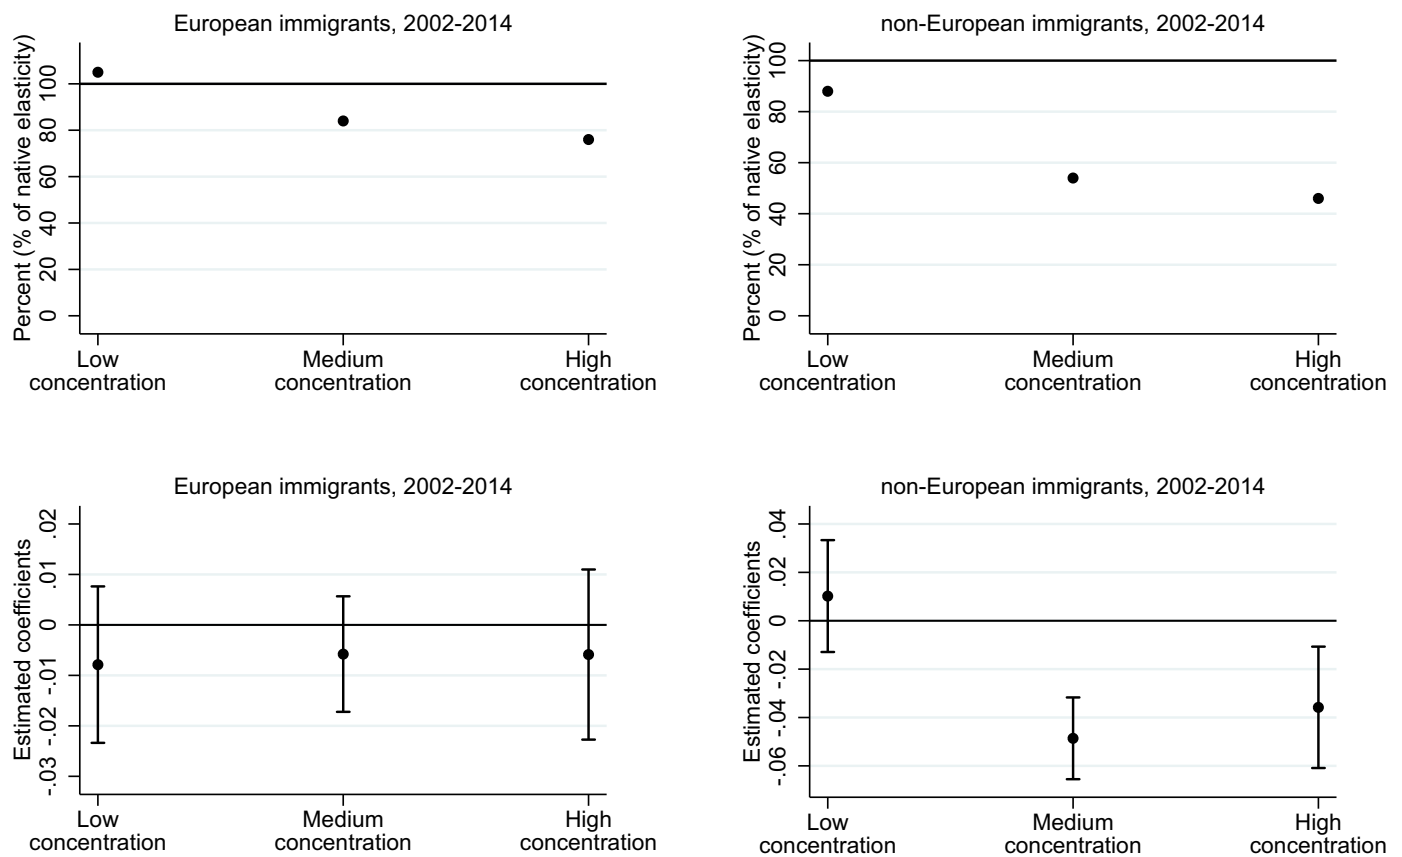 European immigrants, 2002-2014
Percent (% of native elasticity)
100
80
60
40
20
0
Low
concentration
Medium
concentration
High
concentration
non-European immigrants, 2002-2014
Percent (% of native elasticity)
100
80
60
40
20
0
Low
concentration
Medium
concentration
High
concentration
European immigrants, 2002-2014
Estimated coefficients
.02
.01
0
-.01
-.02
-.03
Low
concentration
Medium
concentration
High
concentration
non-European immigrants, 2002-2014
Estimated coefficients
.04
.02
0
-.02
-.04
-.06
Low
concentration
Medium
concentration
High
concentration